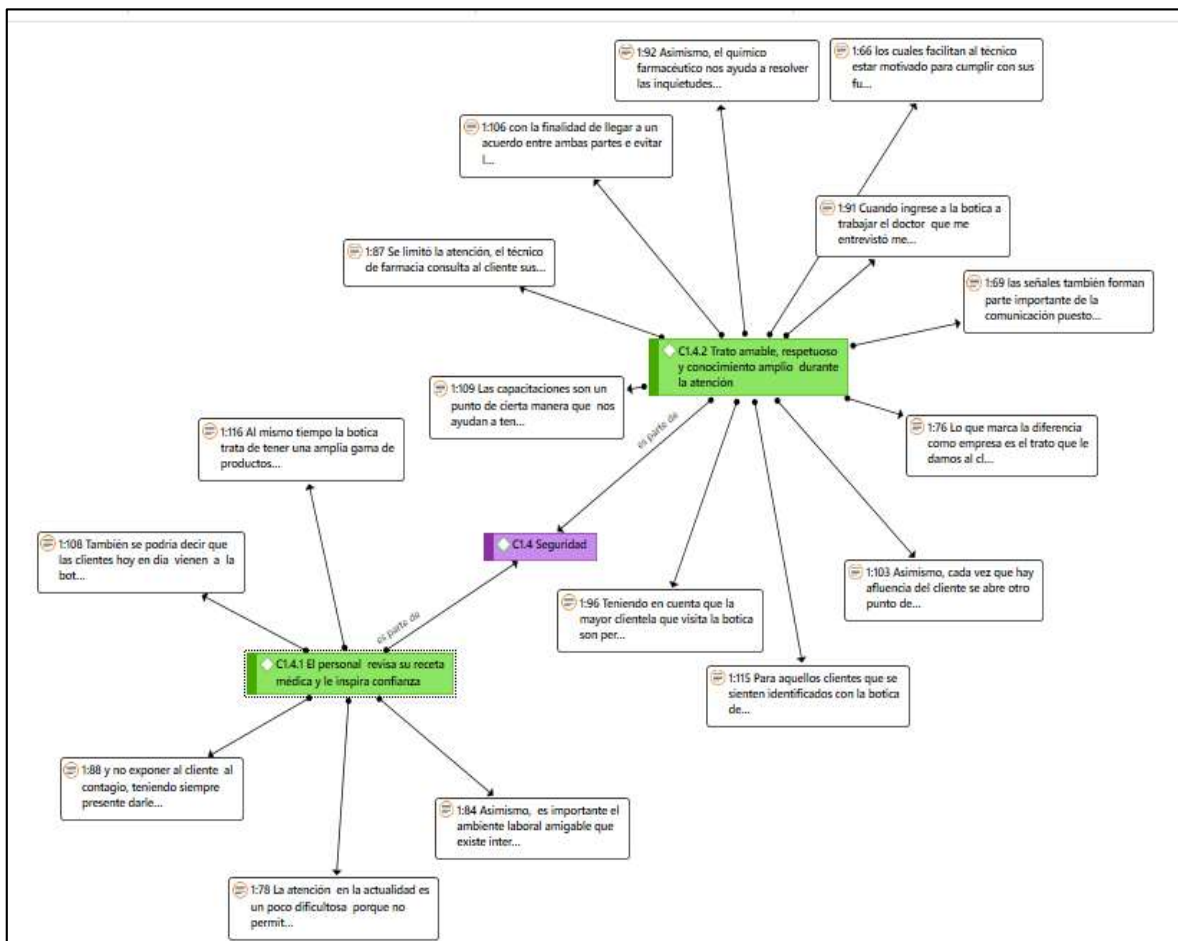 1:92 Asimismo, el químico
farmacéutico nos ayuda a resolver
las inquietudes...
1:66 los cuales facilitan al técnico
estar motivado para cumplir con sus
fu...
1:106 con la finalidad de llegar a un
acuerdo entre ambas partes e evitar
l...
1:91 Cuando ingrese a la botica a
trabajar el doctor que me
entrevistó me...
1:87 Se limitó la atención, el técnico
de farmacia consulta al cliente sus...
1:69 las señales también forman
parte importante de la
comunicación puesto...
C1.4.2 Trato amable, respetuoso
y conocimiento amplio durante
la atención
1:109 Las capacitaciones son un
punto de cierta manera que nos
ayudan a ten...
es parte de
1:76 Lo que marca la diferencia
como empresa es el trato que le
damos al cl...
1:116 Al mismo tiempo la botica
trata de tener una amplia gama de
productos...
C1.4 Seguridad
1:108 También se podría decir que
las clientes hoy en día vienen a la
bot...
1:103 Asimismo, cada vez que hay
afluencia del cliente se abre otro
punto de...
1:96 Teniendo en cuenta que la
mayor clientela que visita la botica
son per...
es parte de
C1.4.1 El personal revisa su receta
médica y le inspira confianza
1:115 Para aquellos clientes que se
sienten identificados con la botica
de...
1:88 y no exponer al cliente al
contagio, teniendo siempre
presente darle...
1:84 Asimismo, es importante el
ambiente laboral amigable que
existe inter...
1:78 La atención en la actualidad es
un poco dificultosa porque no
permit...